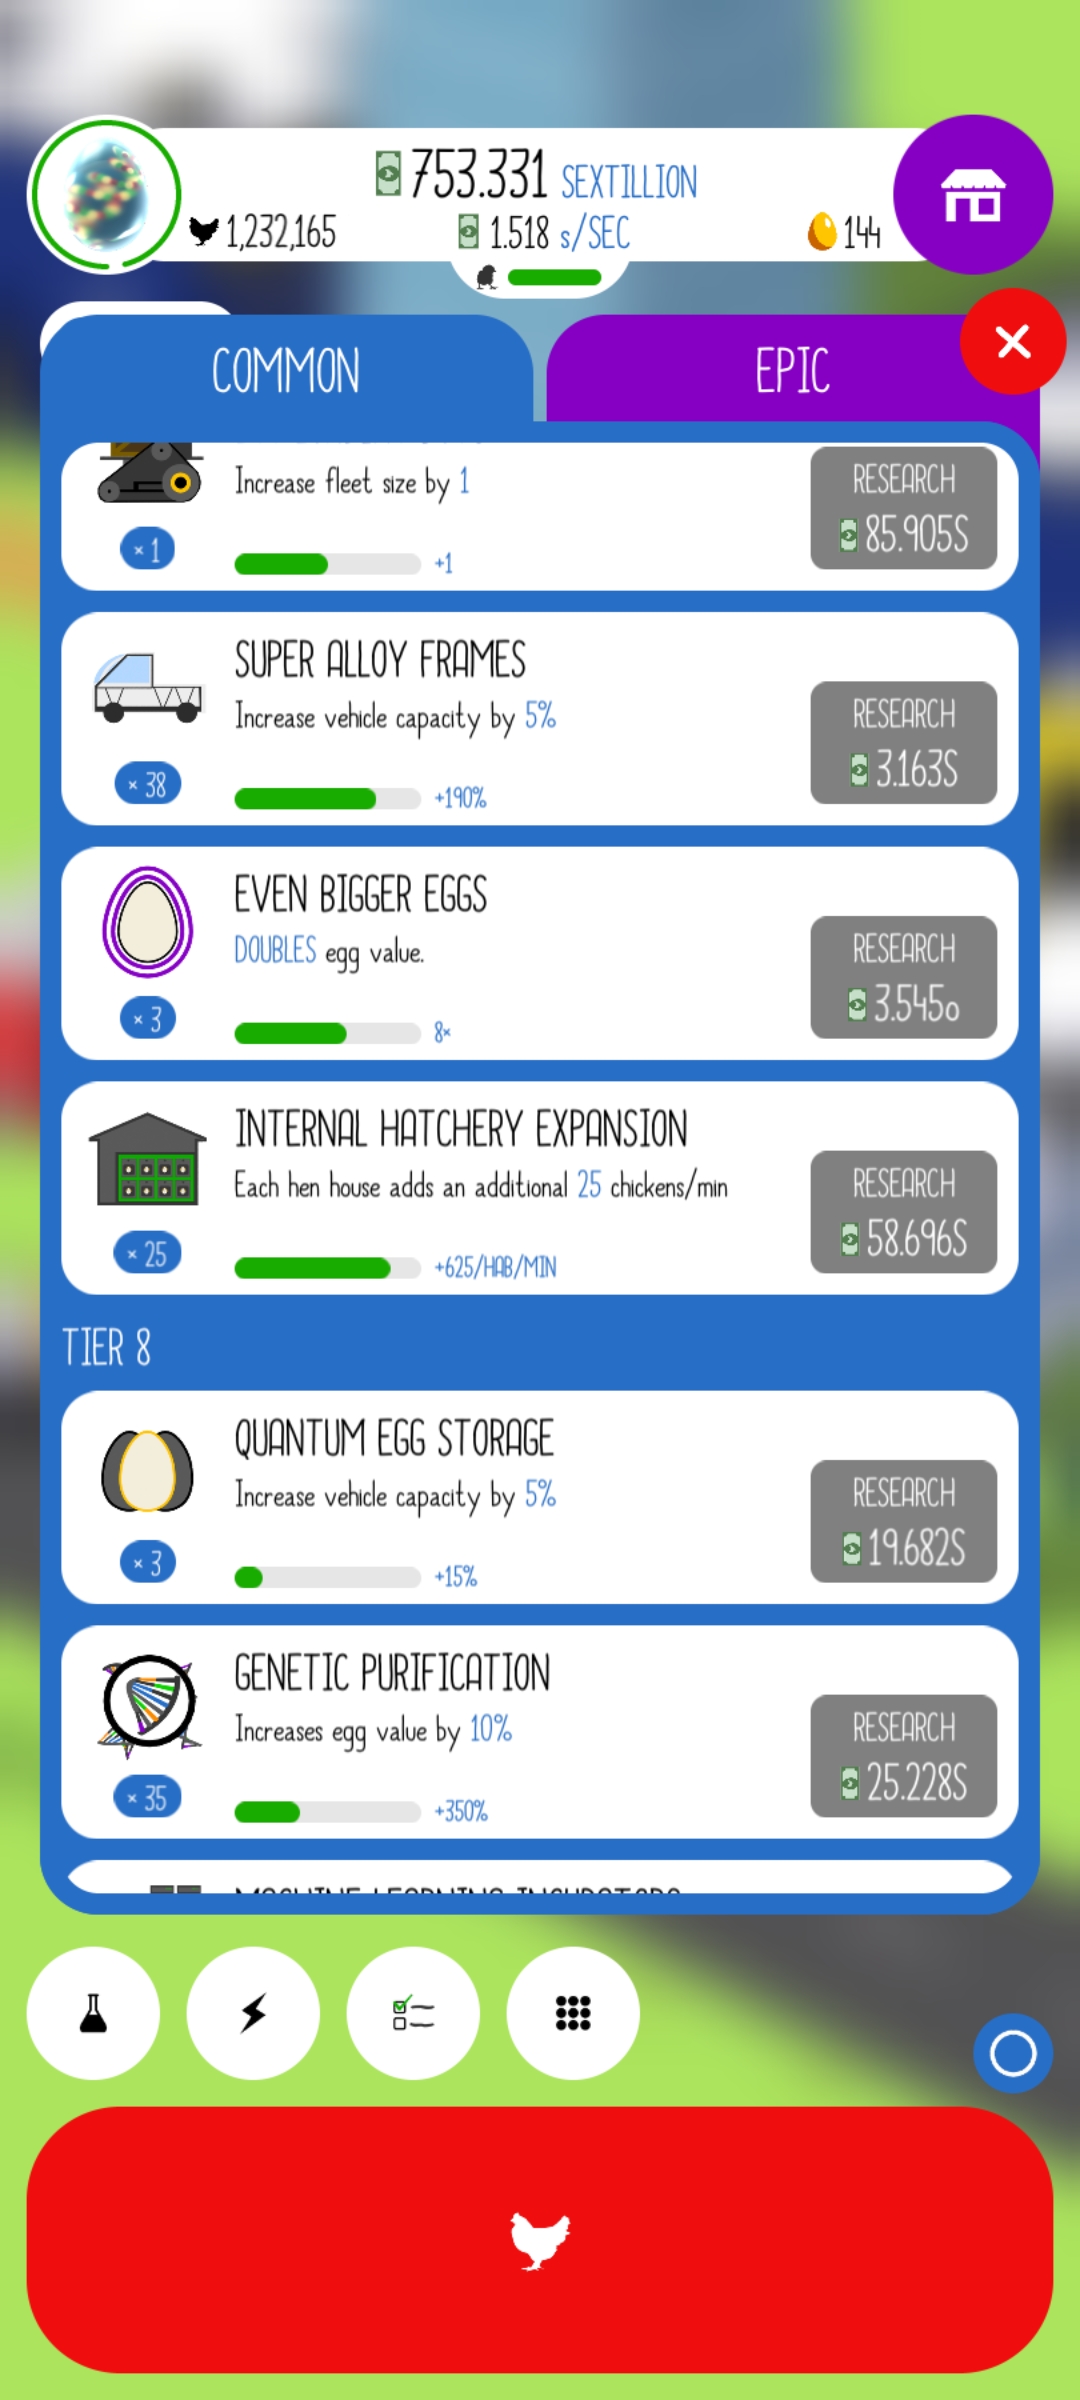 753.331 SEXTILLION
1,232,165
1.518 s/SEC
144
COMMON
EPIC
Increase fleet size by 1
× 1
+1
RESEARCH
85.905S
SUPER ALLOY FRAMES
Increase vehicle capacity by 5%
× 38
+190%
RESEARCH
3.163S
EVEN BIGGER EGGS
DOUBLES egg value.
× 3
8×
RESEARCH
3.545o
INTERNAL HATCHERY EXPANSION
Each hen house adds an additional 25 chickens/min
× 25
+625/HAB/MIN
RESEARCH
58.696S
TIER 8
QUANTUM EGG STORAGE
Increase vehicle capacity by 5%
× 3
+15%
RESEARCH
19.682S
GENETIC PURIFICATION
Increases egg value by 10%
× 35
+350%
RESEARCH
25.228S
MACHINE LEARNING INCUBATORS